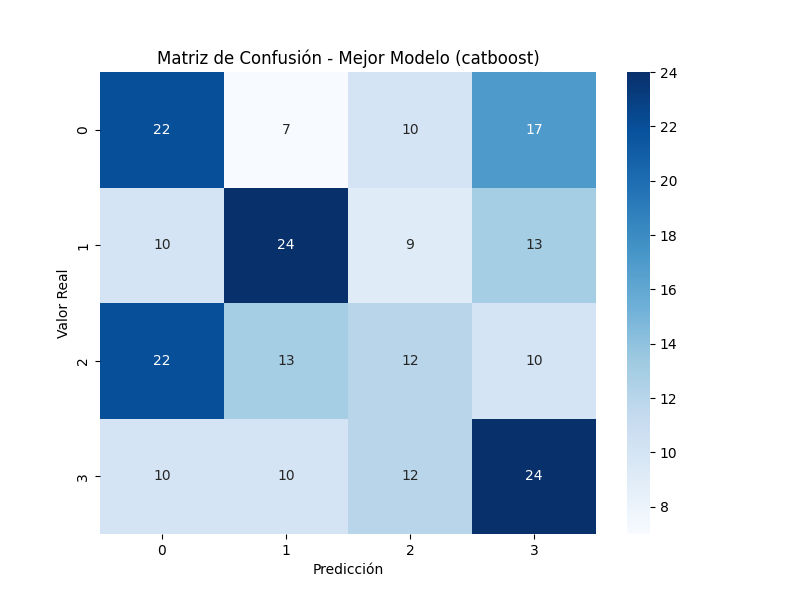 Matriz de Confusión - Mejor Modelo (catboost)
0 22 7 10 17
1 10 24 9 13
2 22 13 12 10
3 10 10 12 24
0 1 2 3
Predicción
Valor Real
24
22
20
18
16
14
12
10
8